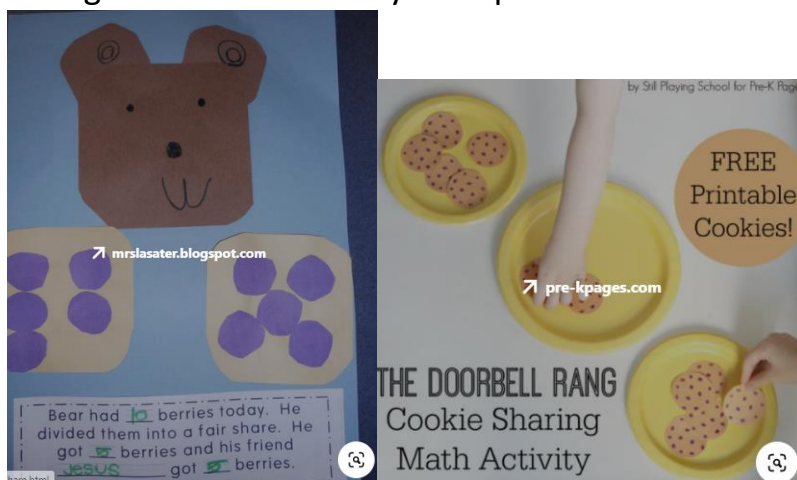 mrslasater.blogspot.com
Bear had 10 berries today. He
divided them into a fair share. He
got 5 berries and his friend
Jesus got 5 berries.
by Still Playing School for Pre-K Pages
FREE
Printable
Cookies!
pre-kpages.com
THE DOORBELL RANG
Cookie Sharing
Math Activity